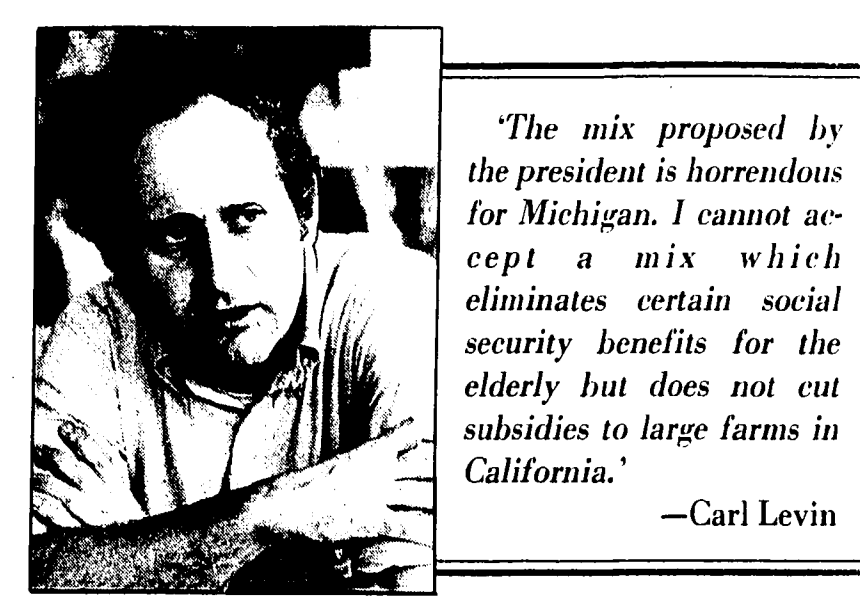 'The mix proposed by
the president is horrendous
for Michigan. I cannot ac-
cept a mix which
eliminates certain social
security benefits for the
elderly but does not cut
subsidies to large farms in
California.'
—Carl Levin